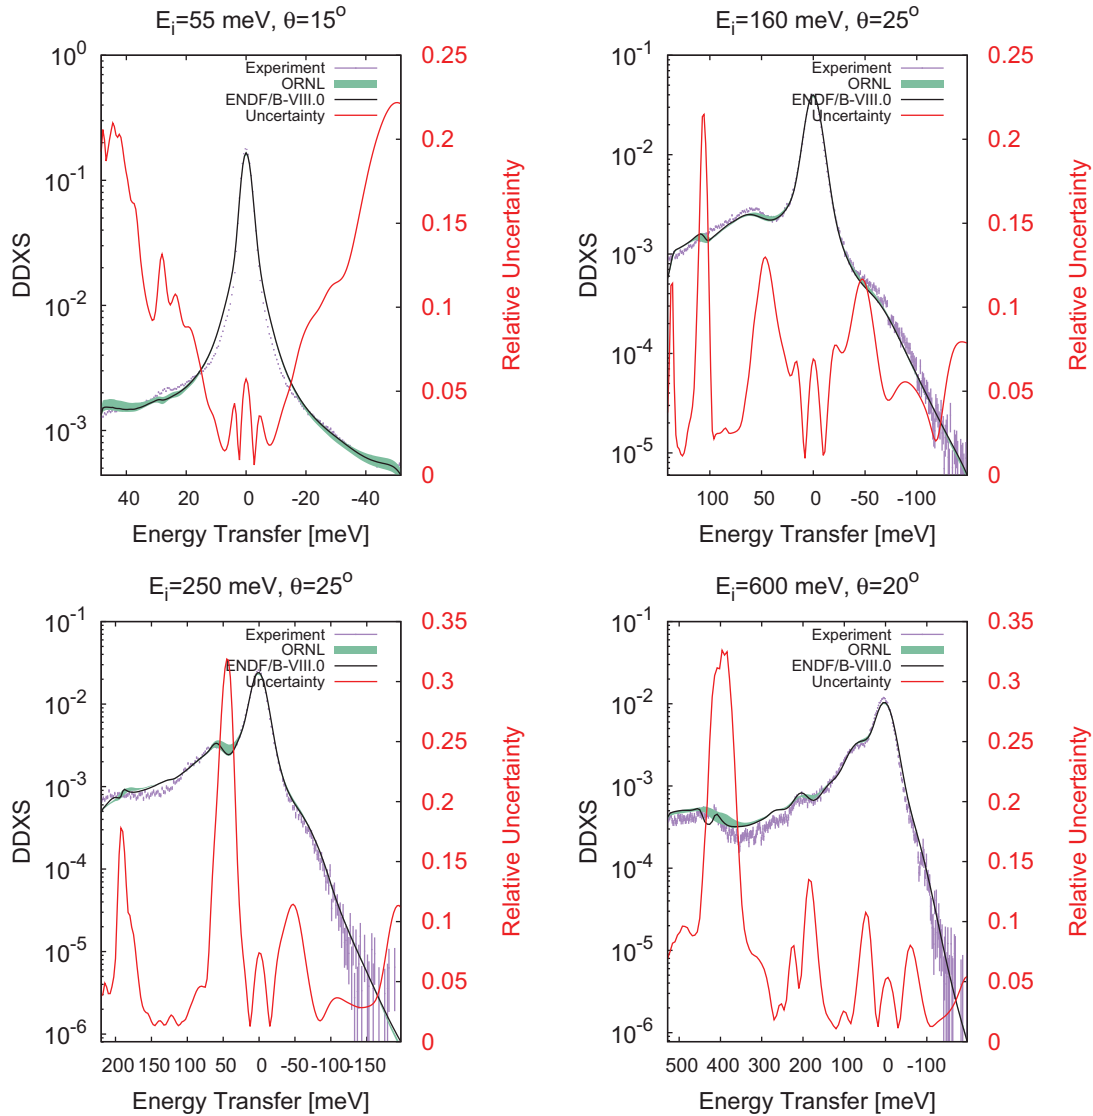 E_i=55 meV, θ=15°
10^0
10^-1
10^-2
10^-3
DDXS
Experiment
ORNL
ENDF/B-VIII.0
Uncertainty
0.25
0.2
0.15
0.1
0.05
0
Relative Uncertainty
40 20 0 -20 -40
Energy Transfer [meV]
E_i=160 meV, θ=25°
10^-1
10^-2
10^-3
10^-4
10^-5
DDXS
Experiment
ORNL
ENDF/B-VIII.0
Uncertainty
0.25
0.2
0.15
0.1
0.05
0
Relative Uncertainty
100 50 0 -50 -100
Energy Transfer [meV]
E_i=250 meV, θ=25°
10^-1
10^-2
10^-3
10^-4
10^-5
10^-6
DDXS
Experiment
ORNL
ENDF/B-VIII.0
Uncertainty
0.35
0.3
0.25
0.2
0.15
0.1
0.05
0
Relative Uncertainty
200 150 100 50 0 -50 -100 -150
Energy Transfer [meV]
E_i=600 meV, θ=20°
10^-1
10^-2
10^-3
10^-4
10^-5
10^-6
DDXS
Experiment
ORNL
ENDF/B-VIII.0
Uncertainty
0.35
0.3
0.25
0.2
0.15
0.1
0.05
0
Relative Uncertainty
500 400 300 200 100 0 -100
Energy Transfer [meV]